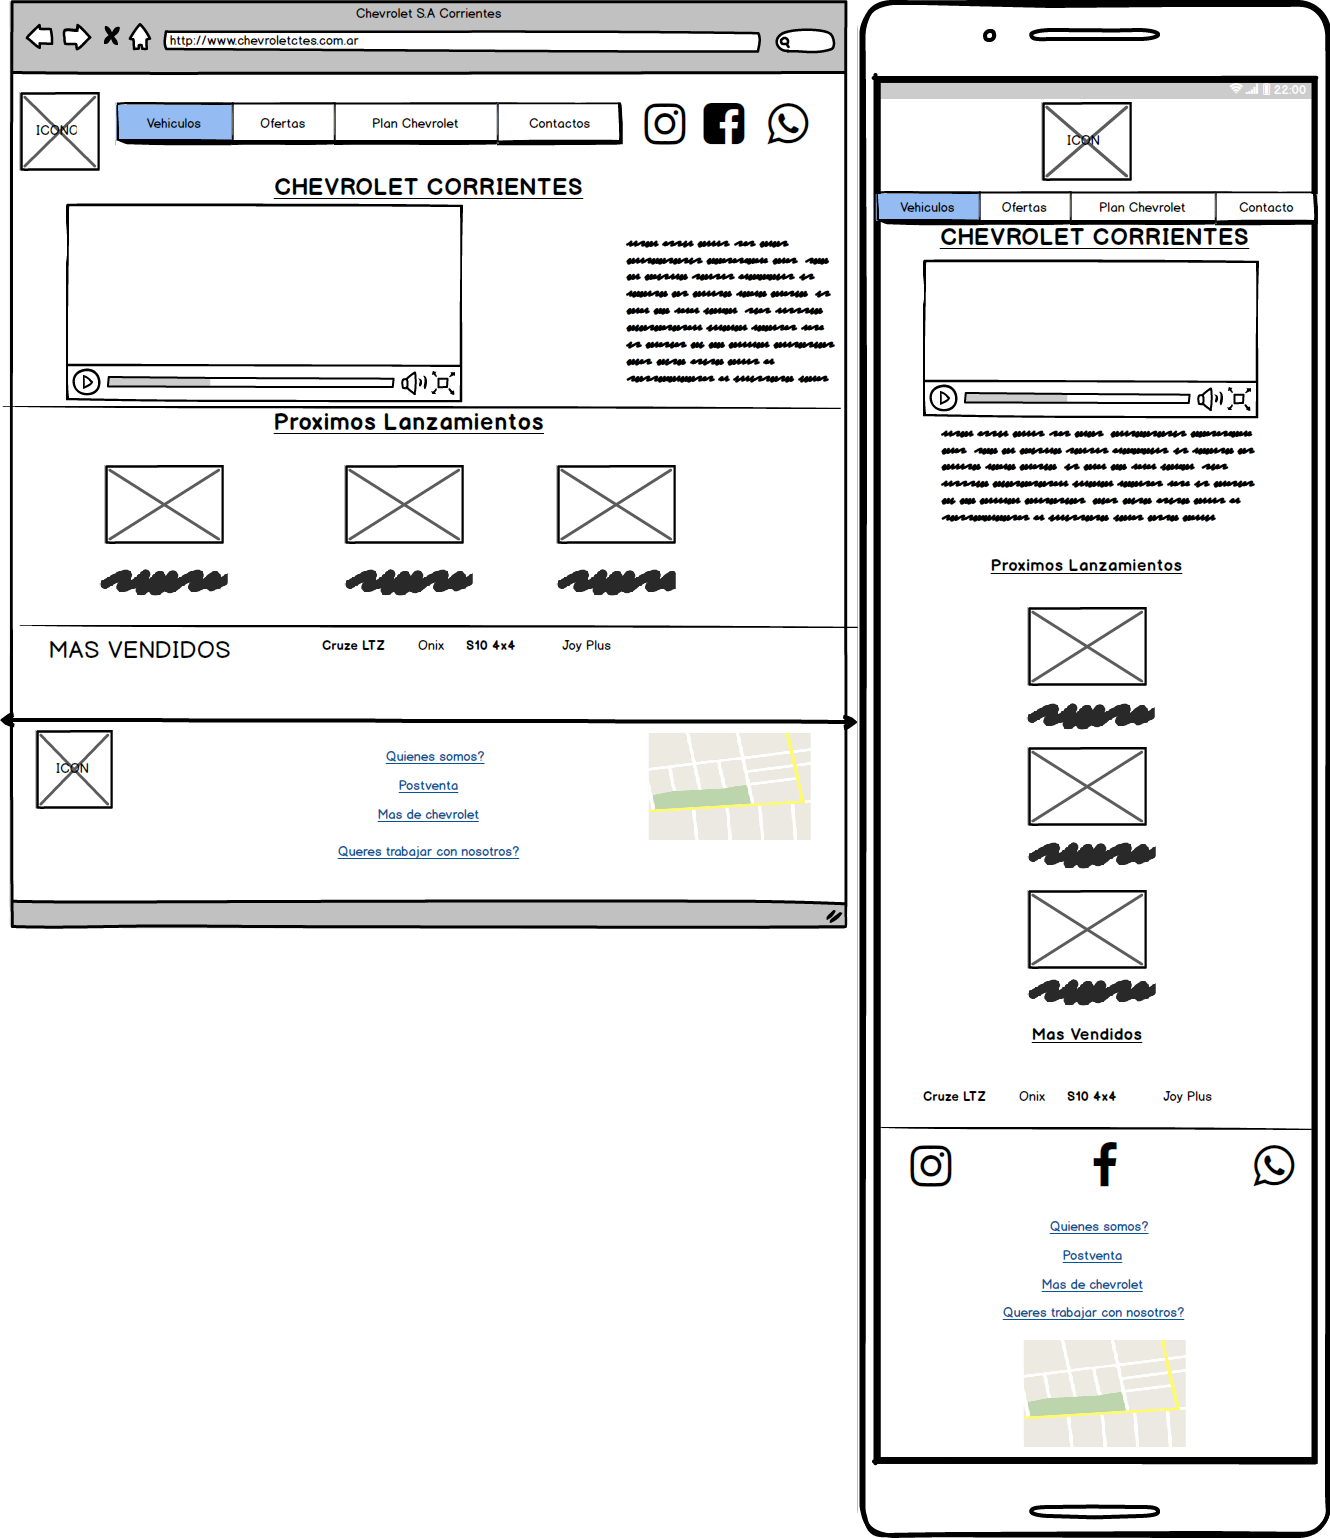 Chevrolet S.A Corrientes
http://www.chevroletctes.com.ar
ICONO
Vehiculos Ofertas Plan Chevrolet Contactos
CHEVROLET CORRIENTES
Proximos Lanzamientos
MAS VENDIDOS Cruze LTZ Onix S10 4x4 Joy Plus
ICON
Quienes somos?
Postventa
Mas de chevrolet
Queres trabajar con nosotros?
22:00
ICON
Vehiculos Ofertas Plan Chevrolet Contacto
CHEVROLET CORRIENTES
Proximos Lanzamientos
Mas Vendidos
Cruze LTZ Onix S10 4x4 Joy Plus
Quienes somos?
Postventa
Mas de chevrolet
Queres trabajar con nosotros?